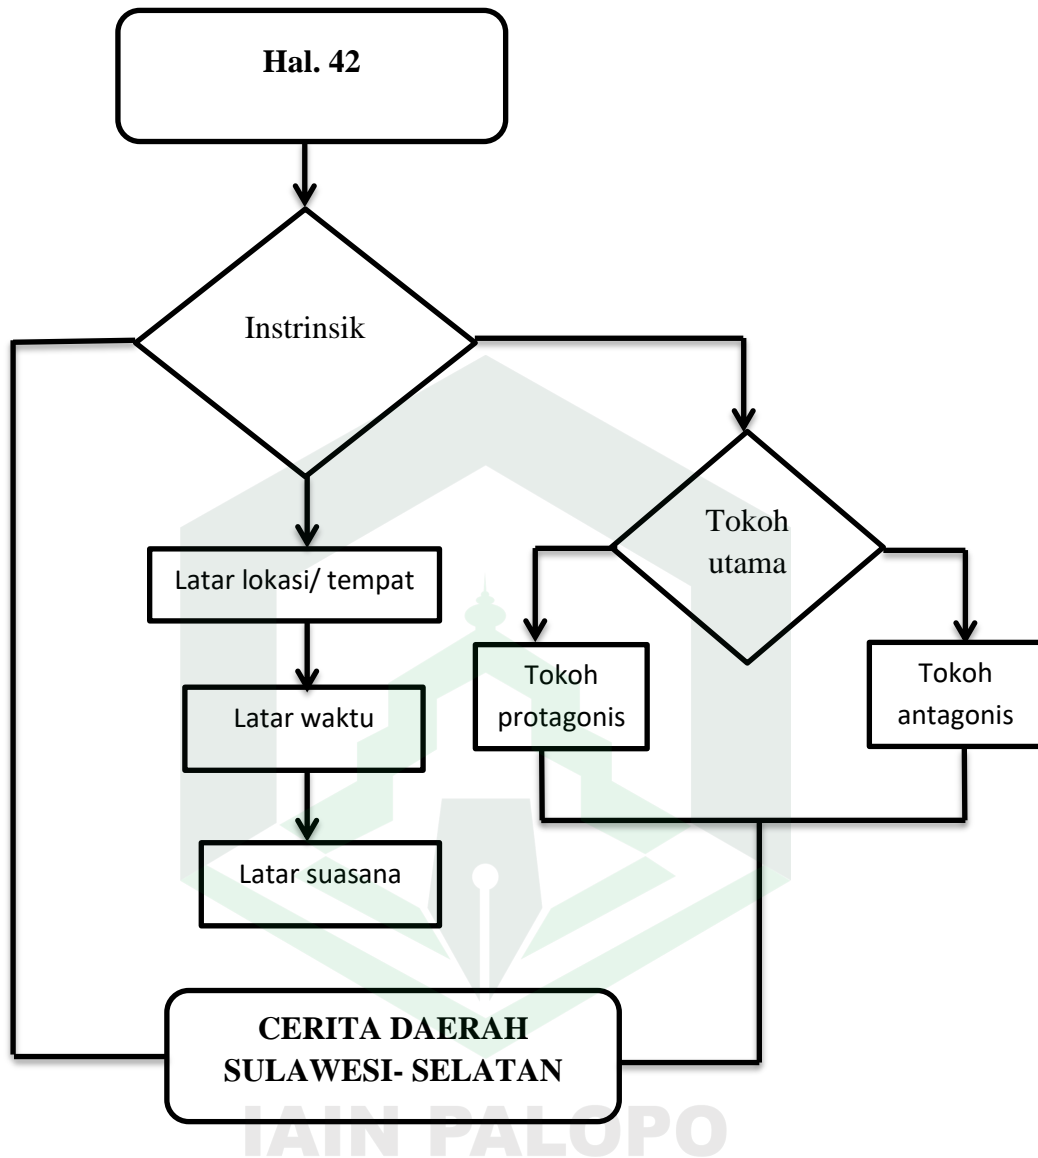 Hal. 42
Instrinsik
Tokoh
utama
Latar lokasi/ tempat
Tokoh
protagonis
Tokoh
antagonis
Latar waktu
Latar suasana
CERITA DAERAH
SULAWESI- SELATAN
IAIN PALOPO